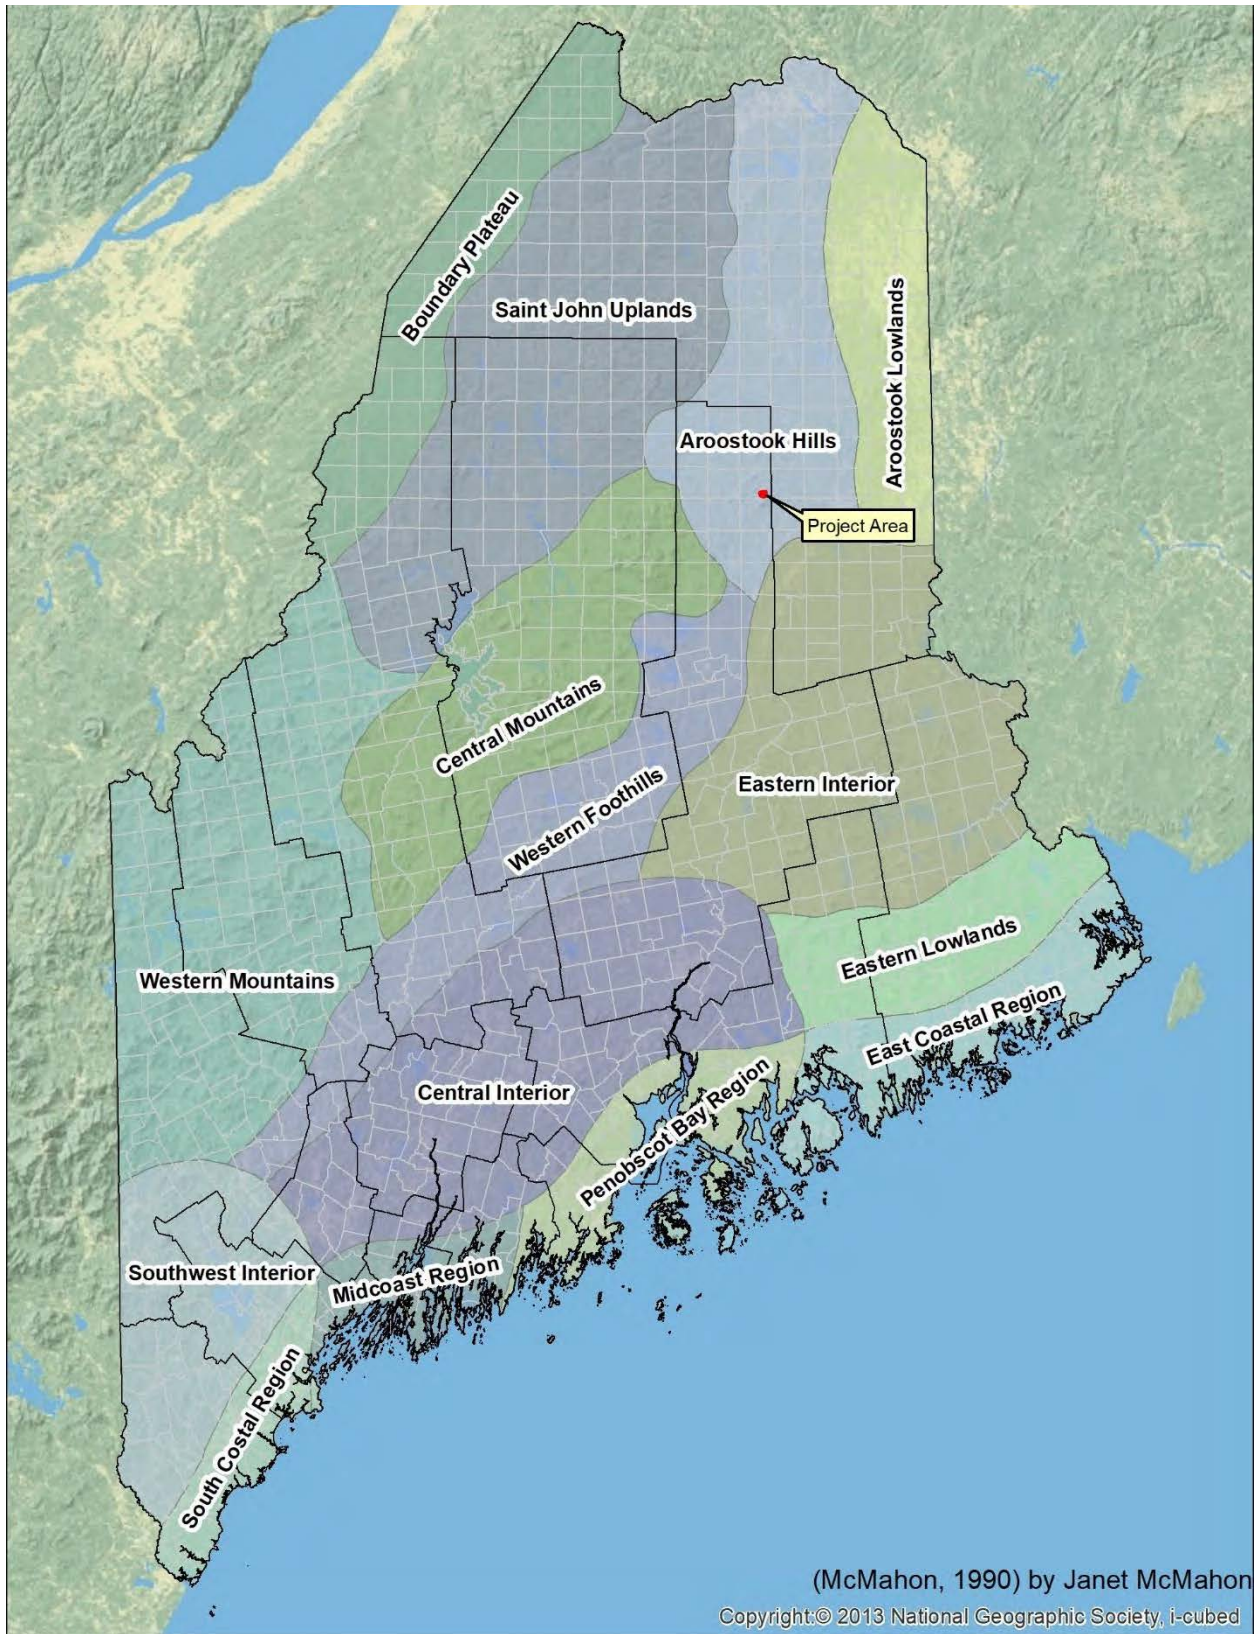 Boundary Plateau
Saint John Uplands
Aroostook Lowlands
Aroostook Hills
Project Area
Central Mountains
Western Foothills
Eastern Interior
Eastern Lowlands
Western Mountains
East Coastal Region
Central Interior
Penobscot Bay Region
Southwest Interior
Midcoast Region
South Costal Region
(McMahon, 1990) by Janet McMahon
Copyright:© 2013 National Geographic Society, i-cubed